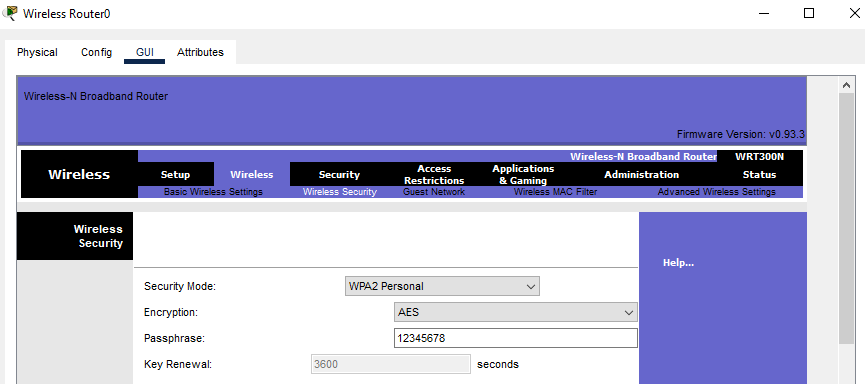 Wireless Router0
Physical Config GUI Attributes
Wireless-N Broadband Router
Firmware Version: v0.93.3
Wireless-N Broadband Router WRT300N
Wireless
Setup Wireless Security Access Restrictions Applications & Gaming Administration Status
Basic Wireless Settings Wireless Security Guest Network Wireless MAC Filter Advanced Wireless Settings
Wireless
Security
Help...
Security Mode: WPA2 Personal
Encryption: AES
Passphrase: 12345678
Key Renewal: 3600 seconds